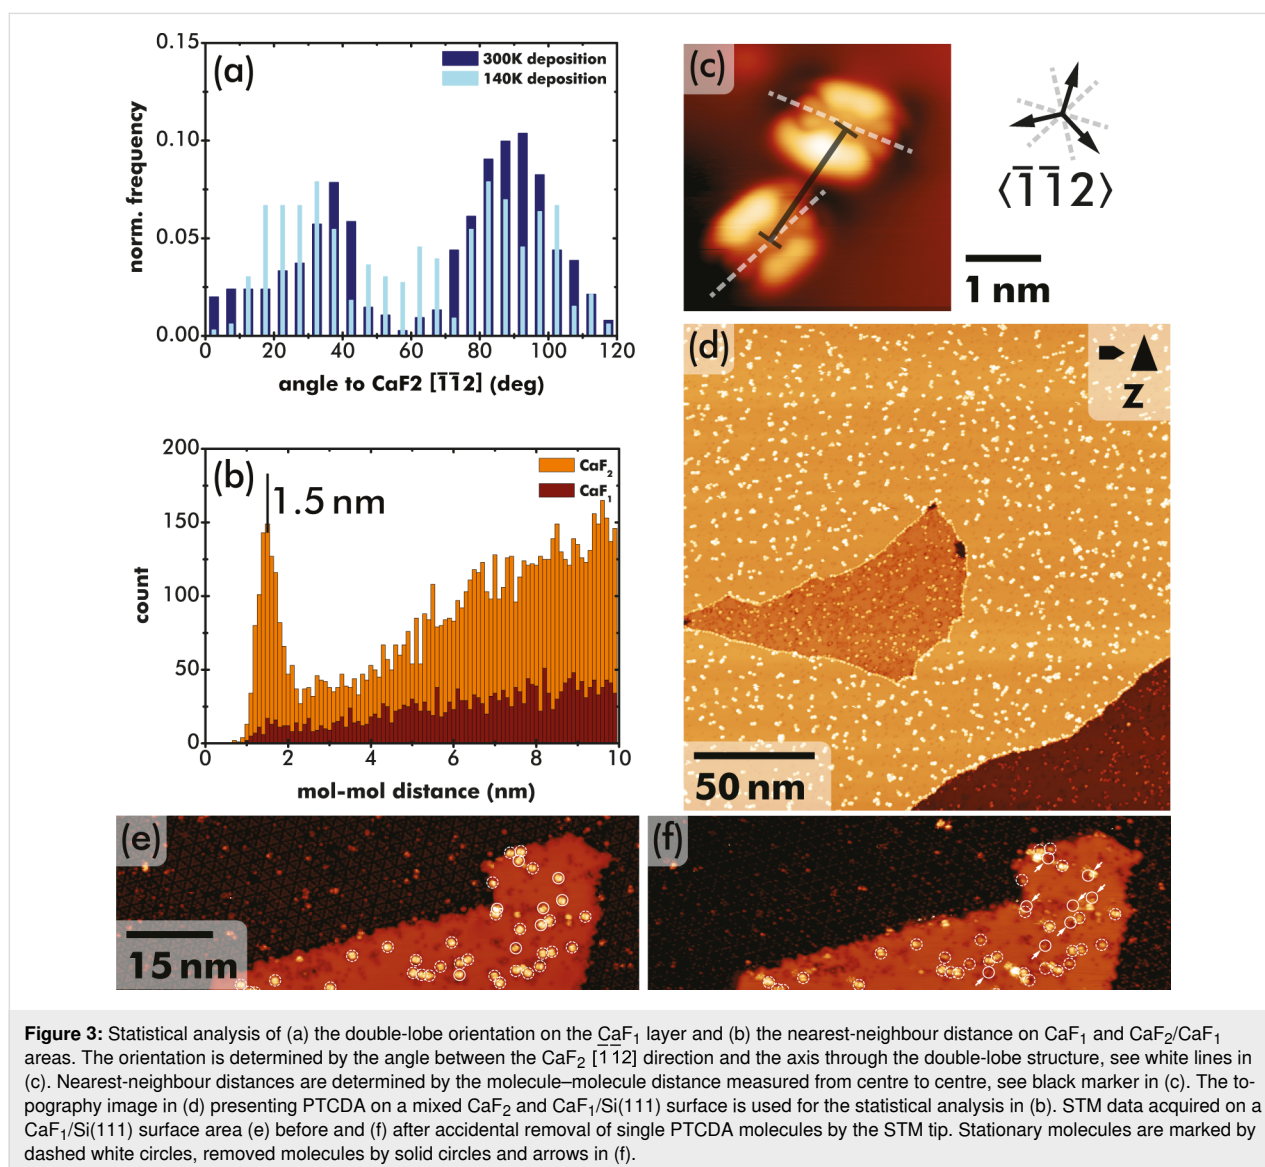 (a)
300K deposition
140K deposition
0.15
0.10
0.05
0.00
norm. frequency
0 20 40 60 80 100 120
angle to CaF2 [1̅1̅2] (deg)
(b)
CaF₂
CaF₁
1.5 nm
200
150
100
50
0
count
0 2 4 6 8 10
mol-mol distance (nm)
(c)
⟨1̅1̅2⟩
1 nm
(d)
Z
50 nm
(e)
15 nm
(f)
Figure 3: Statistical analysis of (a) the double-lobe orientation on the CaF₁ layer and (b) the nearest-neighbour distance on CaF₁ and CaF₂/CaF₁
areas. The orientation is determined by the angle between the CaF₂ [1̅1̅2] direction and the axis through the double-lobe structure, see white lines in
(c). Nearest-neighbour distances are determined by the molecule–molecule distance measured from centre to centre, see black marker in (c). The to-
pography image in (d) presenting PTCDA on a mixed CaF₂ and CaF₁/Si(111) surface is used for the statistical analysis in (b). STM data acquired on a
CaF₁/Si(111) surface area (e) before and (f) after accidental removal of single PTCDA molecules by the STM tip. Stationary molecules are marked by
dashed white circles, removed molecules by solid circles and arrows in (f).